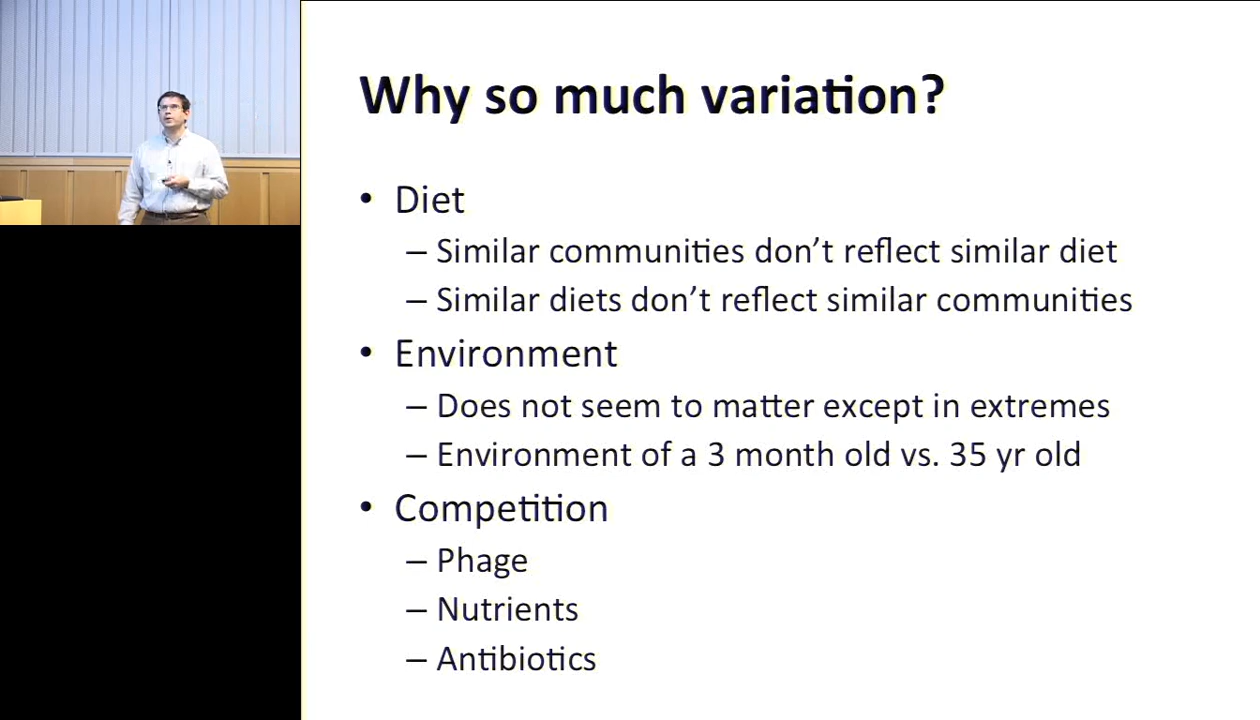 Why so much variation?
• Diet
– Similar communities don’t reflect similar diet
– Similar diets don’t reflect similar communities
• Environment
– Does not seem to matter except in extremes
– Environment of a 3 month old vs. 35 yr old
• Competition
– Phage
– Nutrients
– Antibiotics